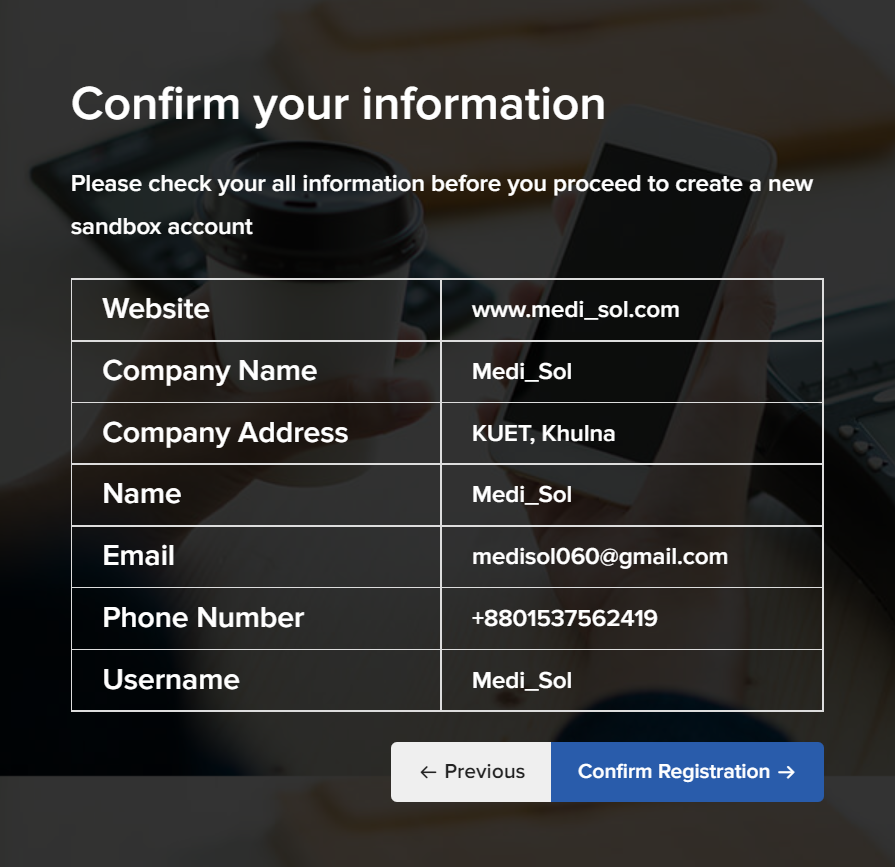 Confirm your information
Please check your all information before you proceed to create a new
sandbox account
Website www.medi_sol.com
Company Name Medi_Sol
Company Address KUET, Khulna
Name Medi_Sol
Email medisol060@gmail.com
Phone Number +8801537562419
Username Medi_Sol
← Previous Confirm Registration →